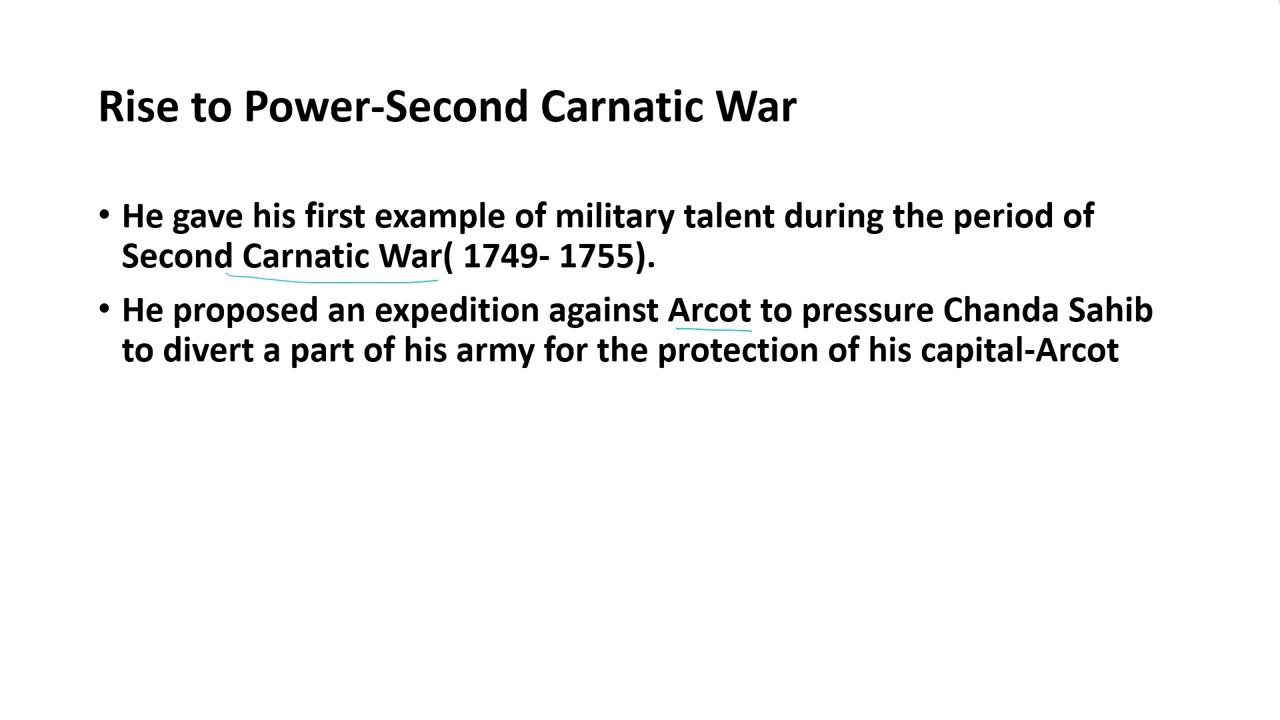 Rise to Power-Second Carnatic War
• He gave his first example of military talent during the period of
Second Carnatic War( 1749- 1755).
• He proposed an expedition against Arcot to pressure Chanda Sahib
to divert a part of his army for the protection of his capital-Arcot